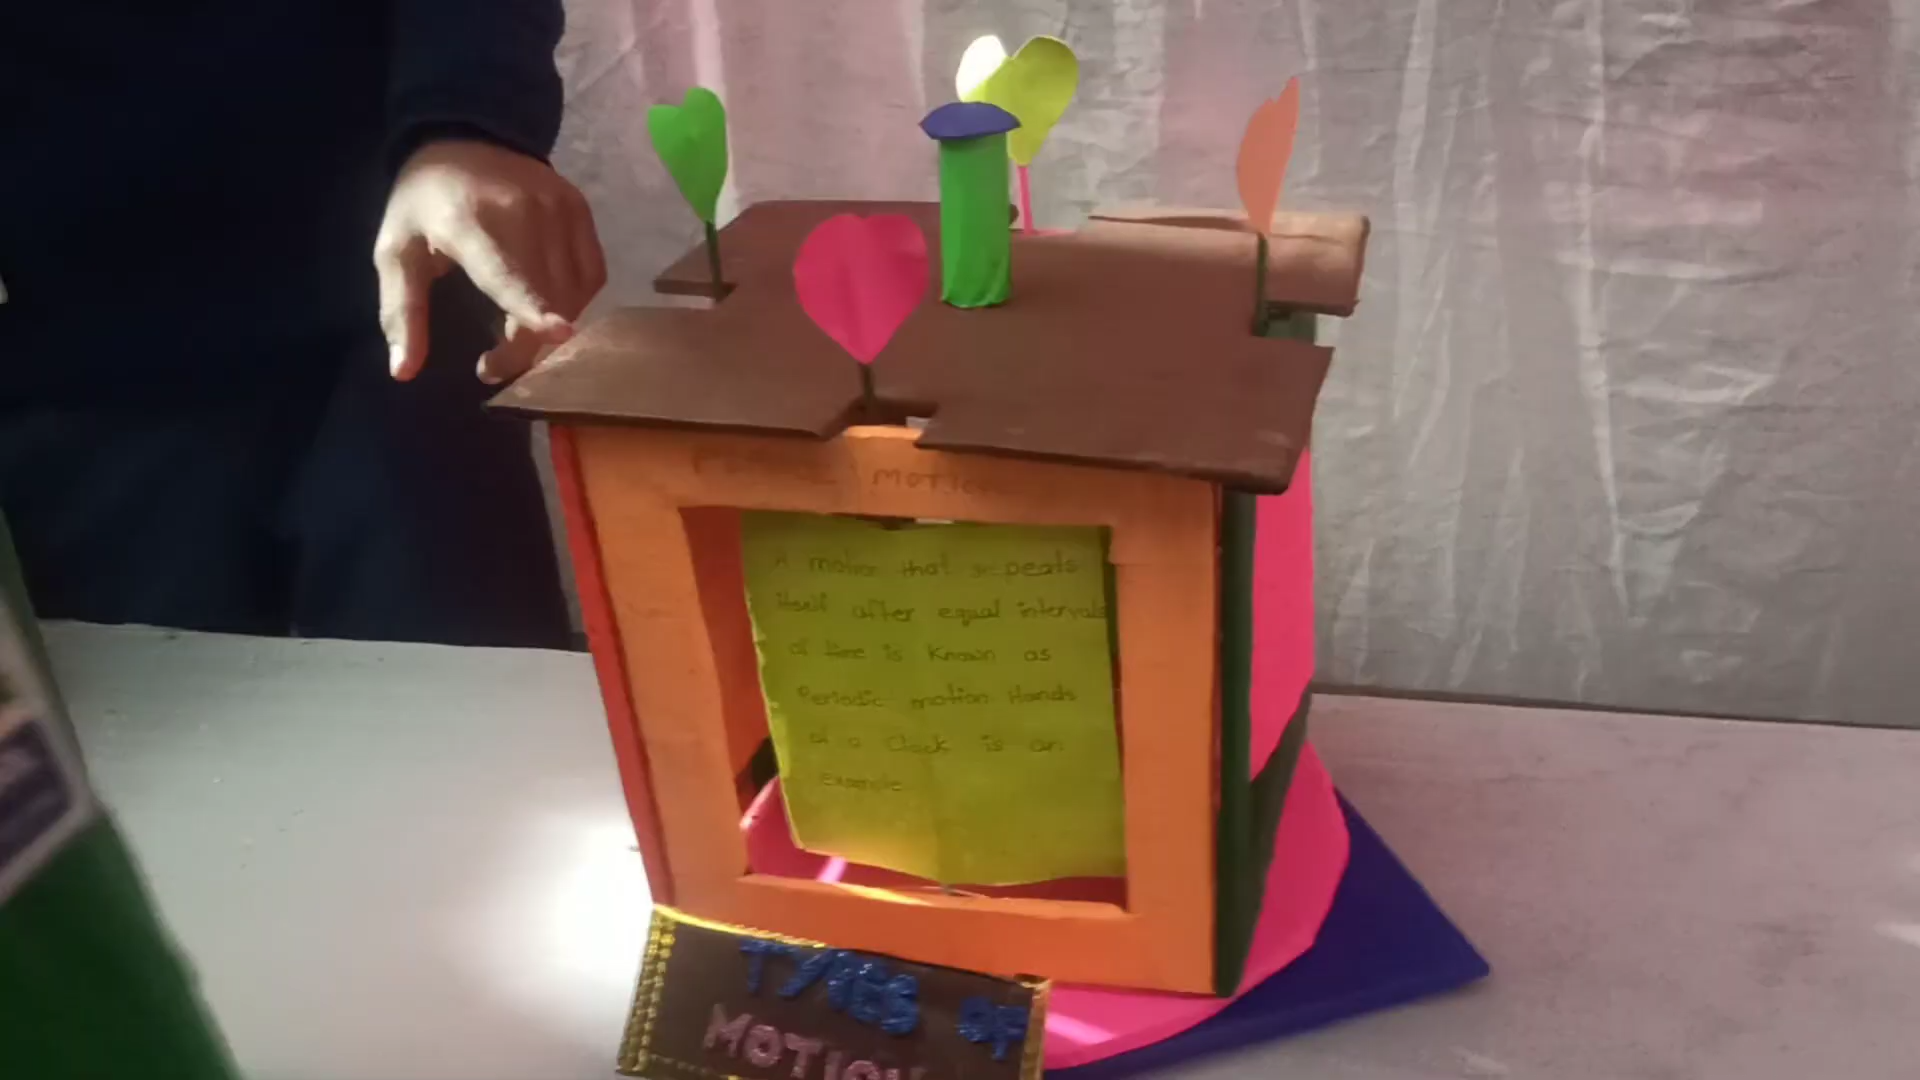 MOTION
A motion that repeats
itself after equal intervals
of time is Known as
Periodic motion Hands
of a Clock is an
example
TYPES OF
MOTION